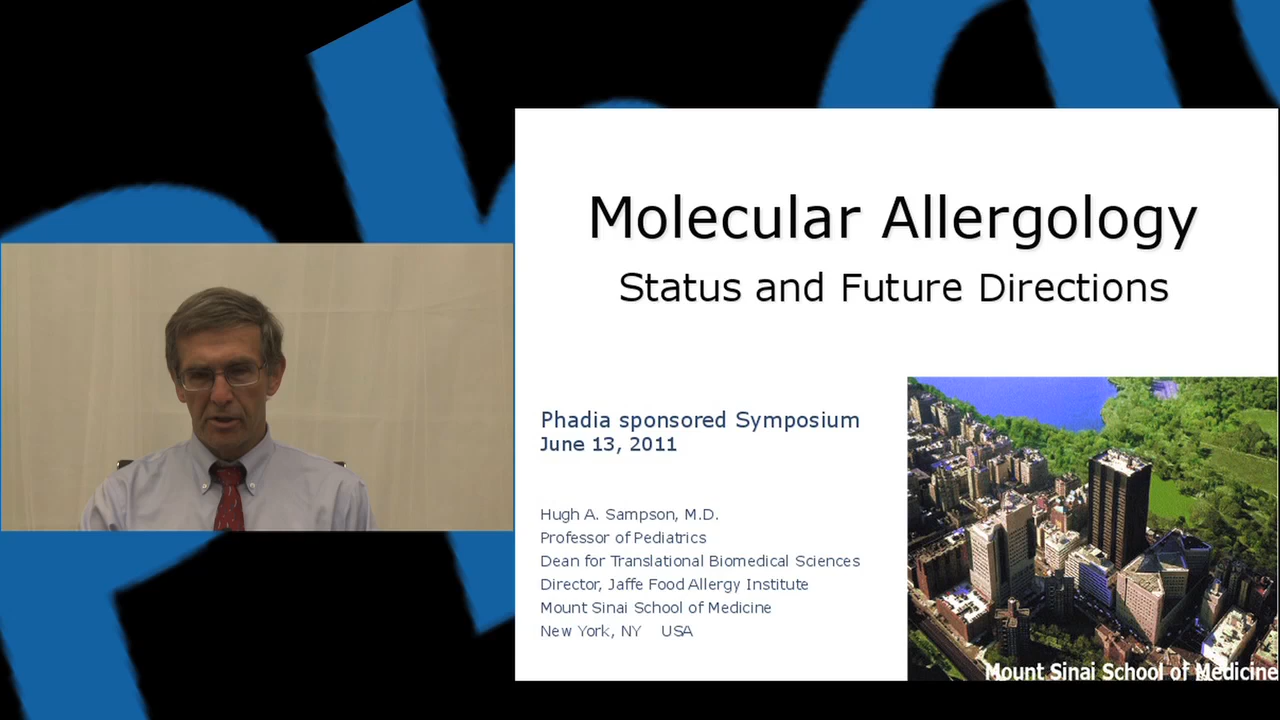 Molecular Allergology
Status and Future Directions
Phadia sponsored Symposium
June 13, 2011
Hugh A. Sampson, M.D.
Professor of Pediatrics
Dean for Translational Biomedical Sciences
Director, Jaffe Food Allergy Institute
Mount Sinai School of Medicine
New York, NY USA
Mount Sinai School of Medicine